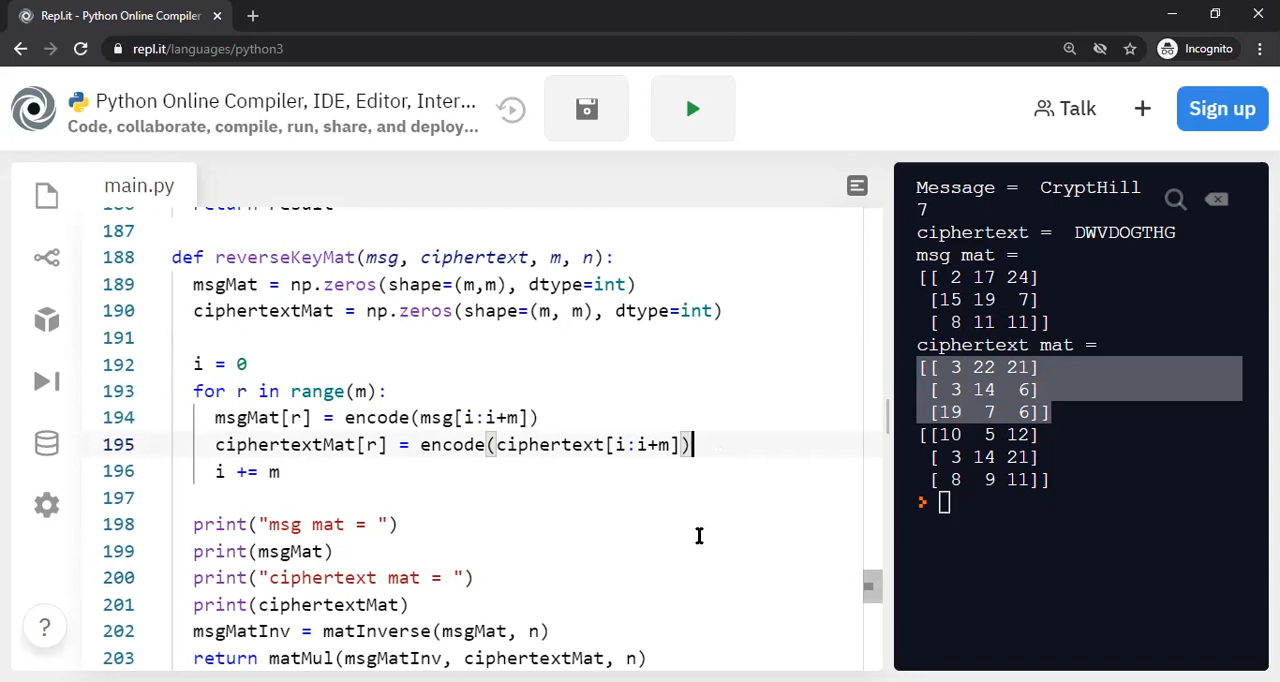 Repl.it - Python Online Compiler
repl.it/languages/python3
Incognito
Python Online Compiler, IDE, Editor, Inter...
Code, collaborate, compile, run, share, and deploy...
Talk
Sign up
main.py
186 return result
187
188 def reverseKeyMat(msg, ciphertext, m, n):
189 msgMat = np.zeros(shape=(m,m), dtype=int)
190 ciphertextMat = np.zeros(shape=(m, m), dtype=int)
191
192 i = 0
193 for r in range(m):
194 msgMat[r] = encode(msg[i:i+m])
195 ciphertextMat[r] = encode(ciphertext[i:i+m])
196 i += m
197
198 print("msg mat = ")
199 print(msgMat)
200 print("ciphertext mat = ")
201 print(ciphertextMat)
202 msgMatInv = matInverse(msgMat, n)
203 return matMul(msgMatInv, ciphertextMat, n)
?
Message =  CryptHill
7
ciphertext =  DWVDOGTHG
msg mat =
[[ 2 17 24]
[15 19  7]
[ 8 11 11]]
ciphertext mat =
[[ 3 22 21]
[ 3 14  6]
[19  7  6]]
[[10  5 12]
[ 3 14 21]
[ 8  9 11]]